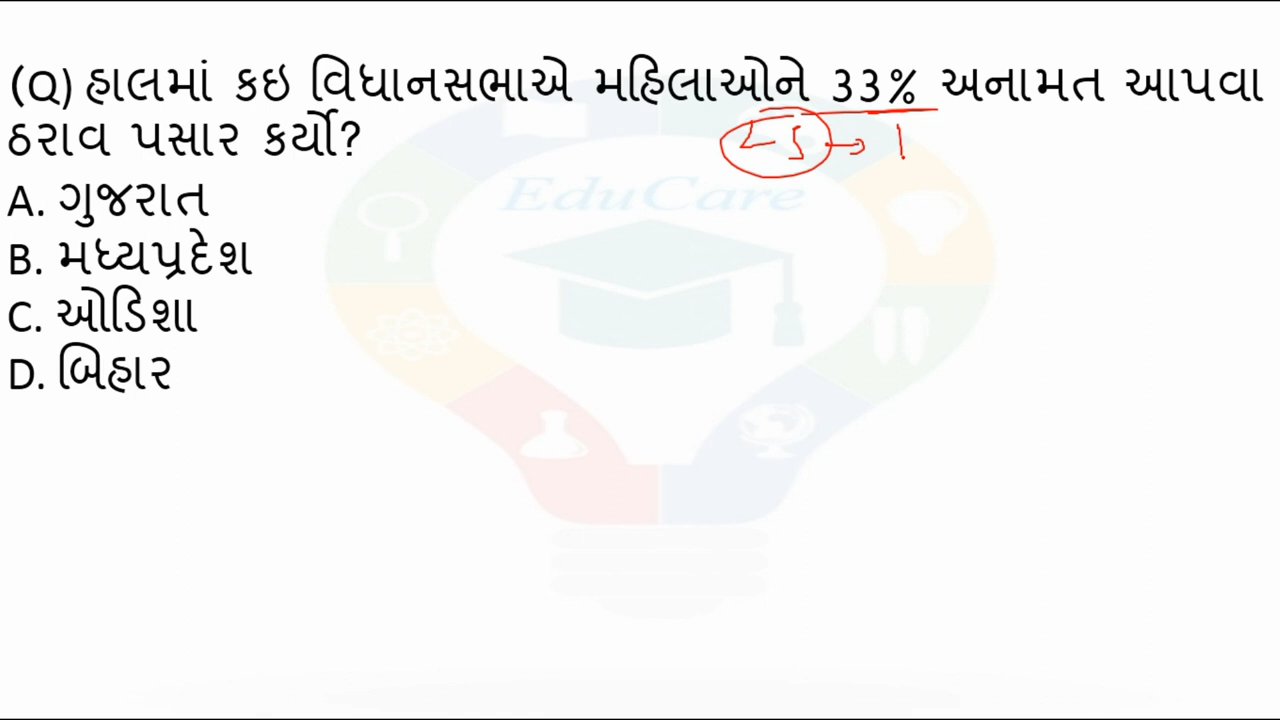 (Q) હાલમાં કઇ વિધાનસભાએ મહિલાઓને 33% અનામત આપવા
ઠરાવ પસાર કર્યો?
A. ગુજરાત
B. મધ્યપ્રદેશ
C. ઓડિશા
D. બિહાર
EduCare